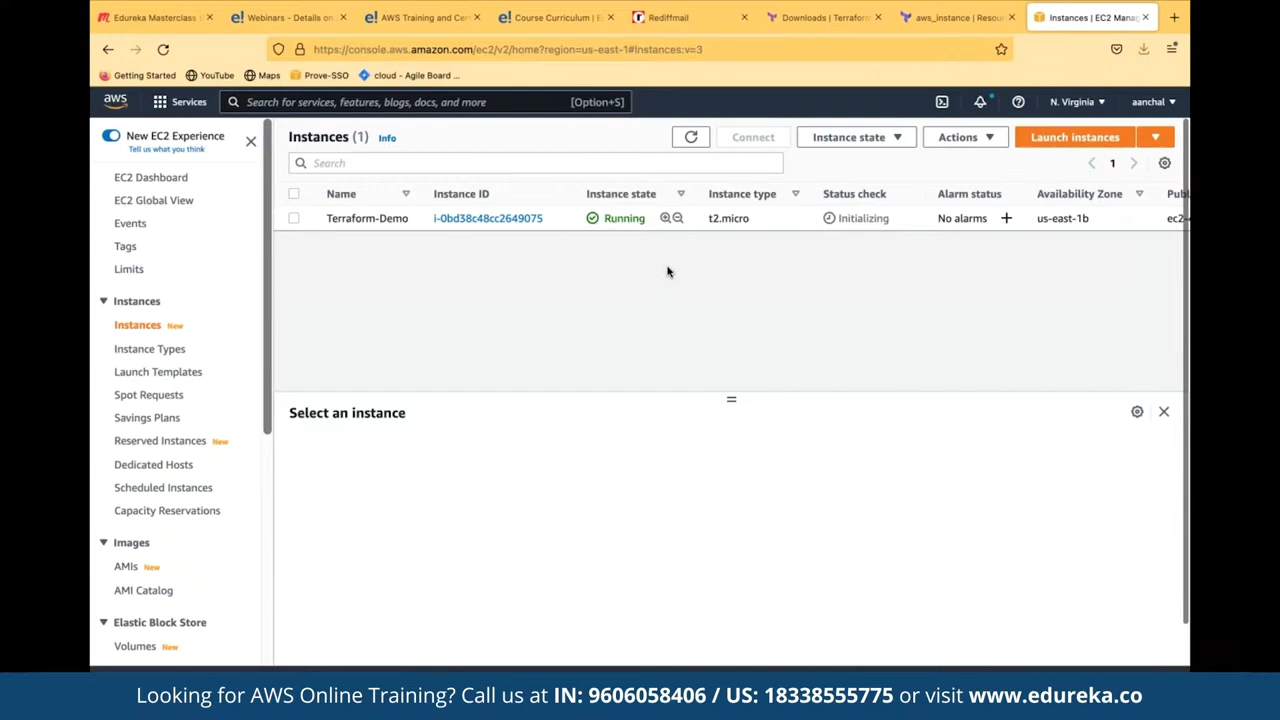 Edureka Masterclass
Webinars - Details on
AWS Training and Cer
Course Curriculum | E
Rediffmail
Downloads | Terraform
aws_instance | Resou
Instances | EC2 Manag
https://console.aws.amazon.com/ec2/v2/home?region=us-east-1#Instances:v=3
Getting Started
YouTube
Maps
Prove-SSO
cloud - Agile Board ...
aws
Services
Search for services, features, blogs, docs, and more
[Option+S]
N. Virginia
aanchal
New EC2 Experience
Tell us what you think
EC2 Dashboard
EC2 Global View
Events
Tags
Limits
Instances
Instances New
Instance Types
Launch Templates
Spot Requests
Savings Plans
Reserved Instances New
Dedicated Hosts
Scheduled Instances
Capacity Reservations
Images
AMIs New
AMI Catalog
Elastic Block Store
Volumes New
Instances (1) Info
Connect
Instance state
Actions
Launch instances
Search
1
Name Instance ID Instance state Instance type Status check Alarm status Availability Zone Publ
Terraform-Demo i-0bd38c48cc2649075 Running t2.micro Initializing No alarms + us-east-1b ec2-
Select an instance
Looking for AWS Online Training? Call us at IN: 9606058406 / US: 18338555775 or visit www.edureka.co